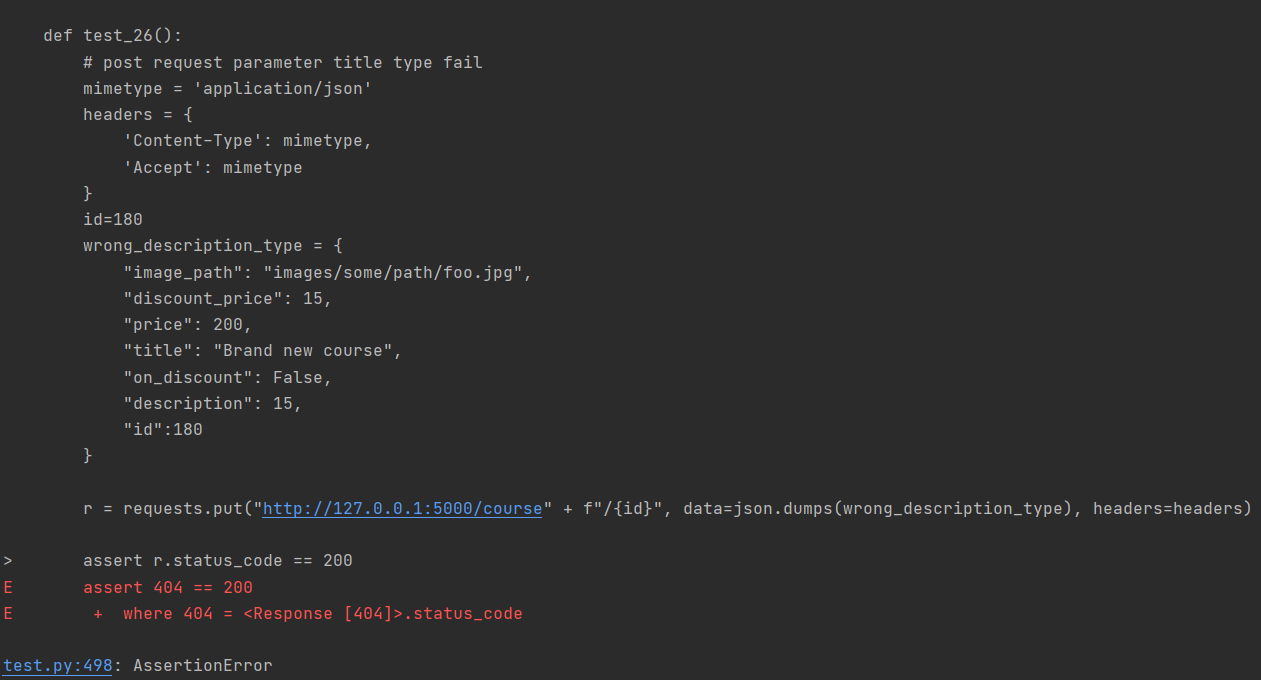 def test_26():
    # post request parameter title type fail
    mimetype = 'application/json'
    headers = {
        'Content-Type': mimetype,
        'Accept': mimetype
    }
    id=180
    wrong_description_type = {
        "image_path": "images/some/path/foo.jpg",
        "discount_price": 15,
        "price": 200,
        "title": "Brand new course",
        "on_discount": False,
        "description": 15,
        "id":180
    }

    r = requests.put("http://127.0.0.1:5000/course" + f"/{id}", data=json.dumps(wrong_description_type), headers=headers)

>       assert r.status_code == 200
E       assert 404 == 200
E        +  where 404 = <Response [404]>.status_code

test.py:498: AssertionError